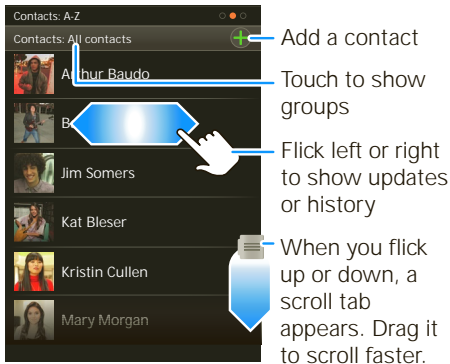 Contacts: A-Z
Contacts: All contacts
Add a contact
Arthur Baudo
Touch to show
groups
B
Flick left or right
to show updates
or history
Jim Somers
Kat Bleser
When you flick
up or down, a
scroll tab
appears. Drag it
to scroll faster.
Kristin Cullen
Mary Morgan